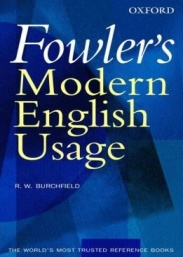 OXFORD
Fowler's
Modern
English
Usage
R. W. BURCHFIELD
THE WORLD'S MOST TRUSTED REFERENCE BOOKS